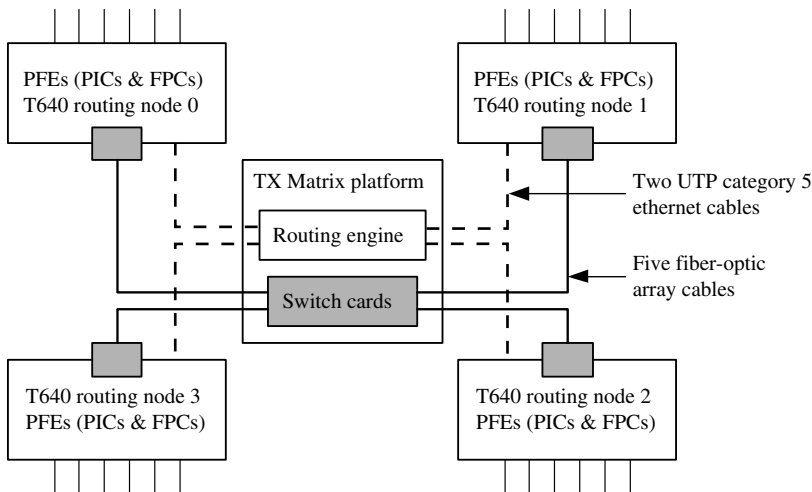 PFEs (PICs & FPCs)
T640 routing node 0
PFEs (PICs & FPCs)
T640 routing node 1
TX Matrix platform
Routing engine
Switch cards
Two UTP category 5
ethernet cables
Five fiber-optic
array cables
T640 routing node 3
PFEs (PICs & FPCs)
T640 routing node 2
PFEs (PICs & FPCs)